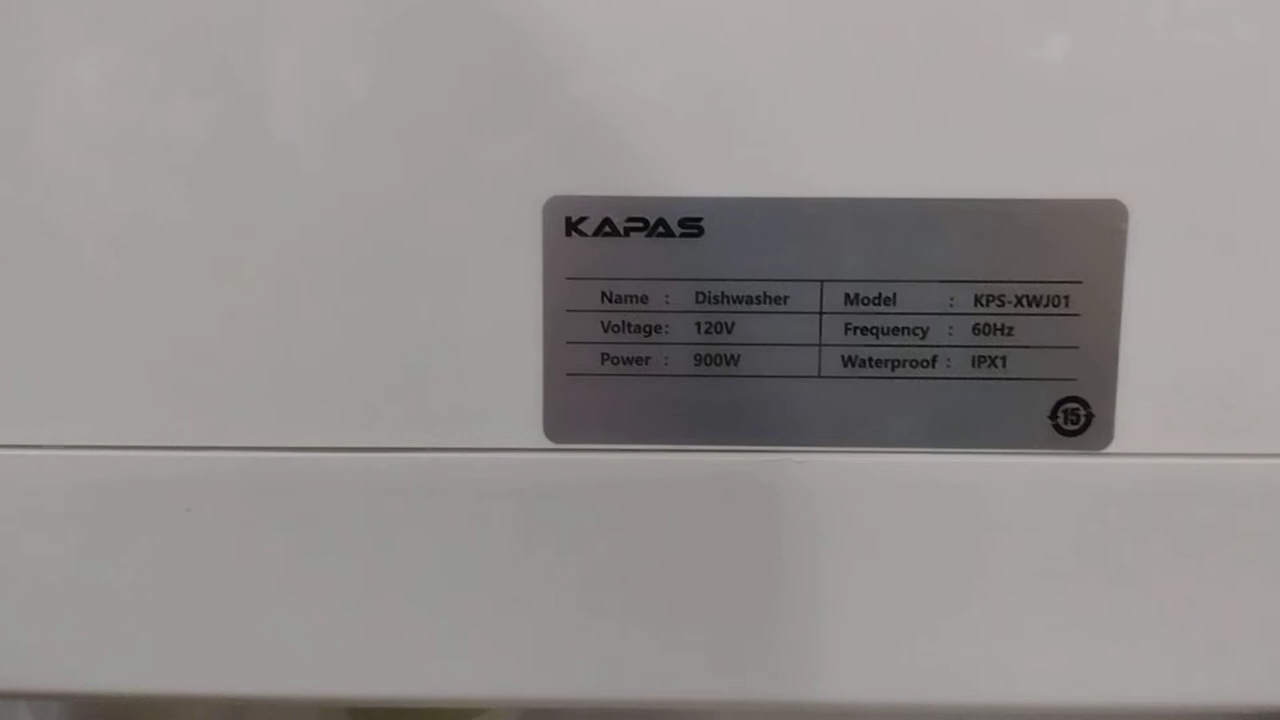 KAPAS
Name : Dishwasher Model : KPS-XWJ01
Voltage: 120V Frequency : 60Hz
Power : 900W Waterproof : IPX1
15